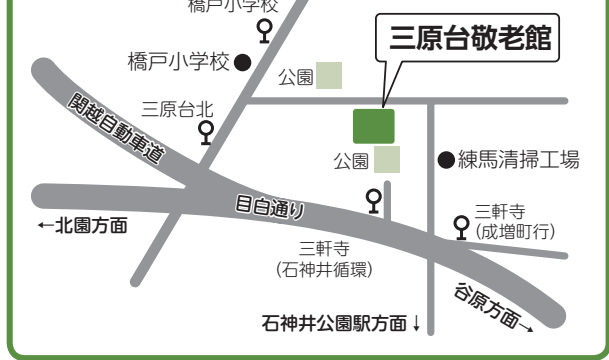 橋戸小学校
橋戸小学校
三原台敬老館
公園
三原台北
関越自動車道
公園
練馬清掃工場
目白通り
←北園方面
三軒寺
(石神井循環)
三軒寺
(成増町行)
谷原方面→
石神井公園駅方面↓